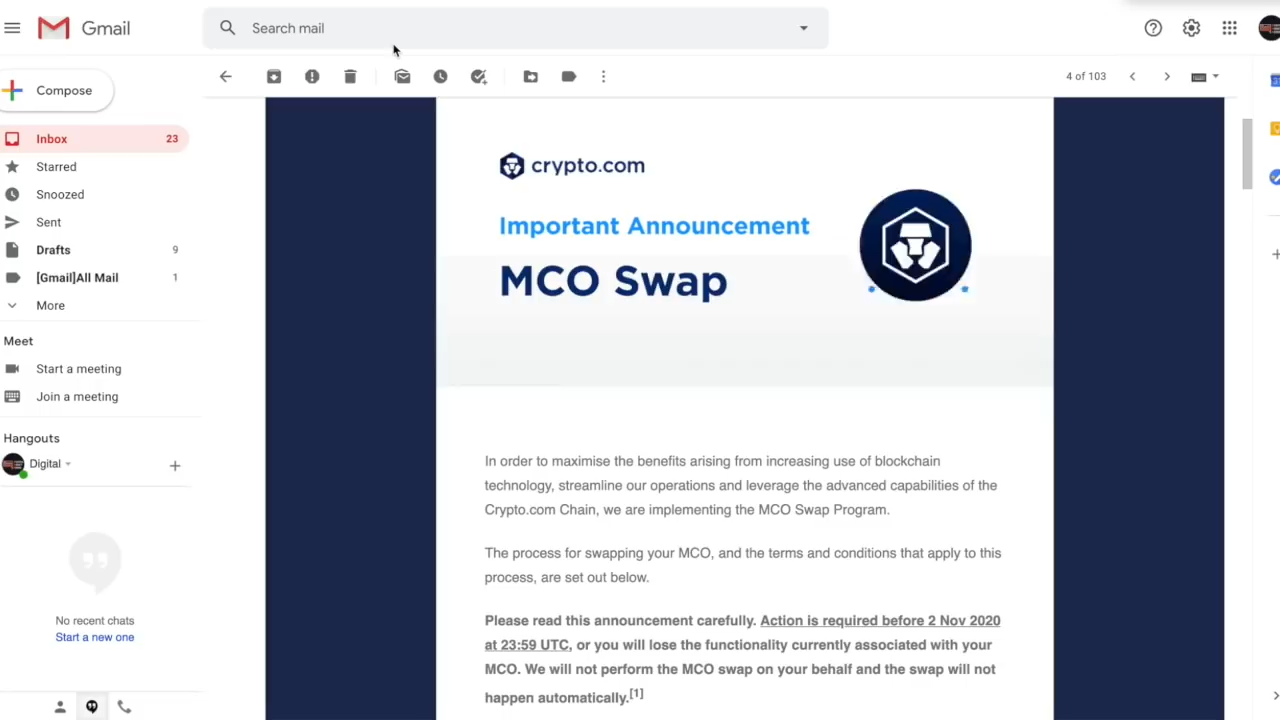 Gmail
Search mail
Compose
4 of 103
Inbox 23
Starred
Snoozed
Sent
Drafts 9
[Gmail]All Mail 1
More
Meet
Start a meeting
Join a meeting
Hangouts
Digital
No recent chats
Start a new one
crypto.com
Important Announcement
MCO Swap
In order to maximise the benefits arising from increasing use of blockchain
technology, streamline our operations and leverage the advanced capabilities of the
Crypto.com Chain, we are implementing the MCO Swap Program.
The process for swapping your MCO, and the terms and conditions that apply to this
process, are set out below.
Please read this announcement carefully. Action is required before 2 Nov 2020
at 23:59 UTC, or you will lose the functionality currently associated with your
MCO. We will not perform the MCO swap on your behalf and the swap will not
happen automatically.[1]